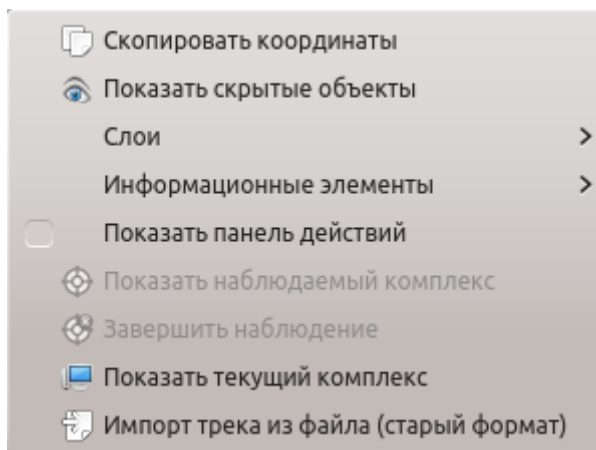 Скопировать координаты
Показать скрытые объекты
Слои
Информационные элементы
Показать панель действий
Показать наблюдаемый комплекс
Завершить наблюдение
Показать текущий комплекс
Импорт трека из файла (старый формат)